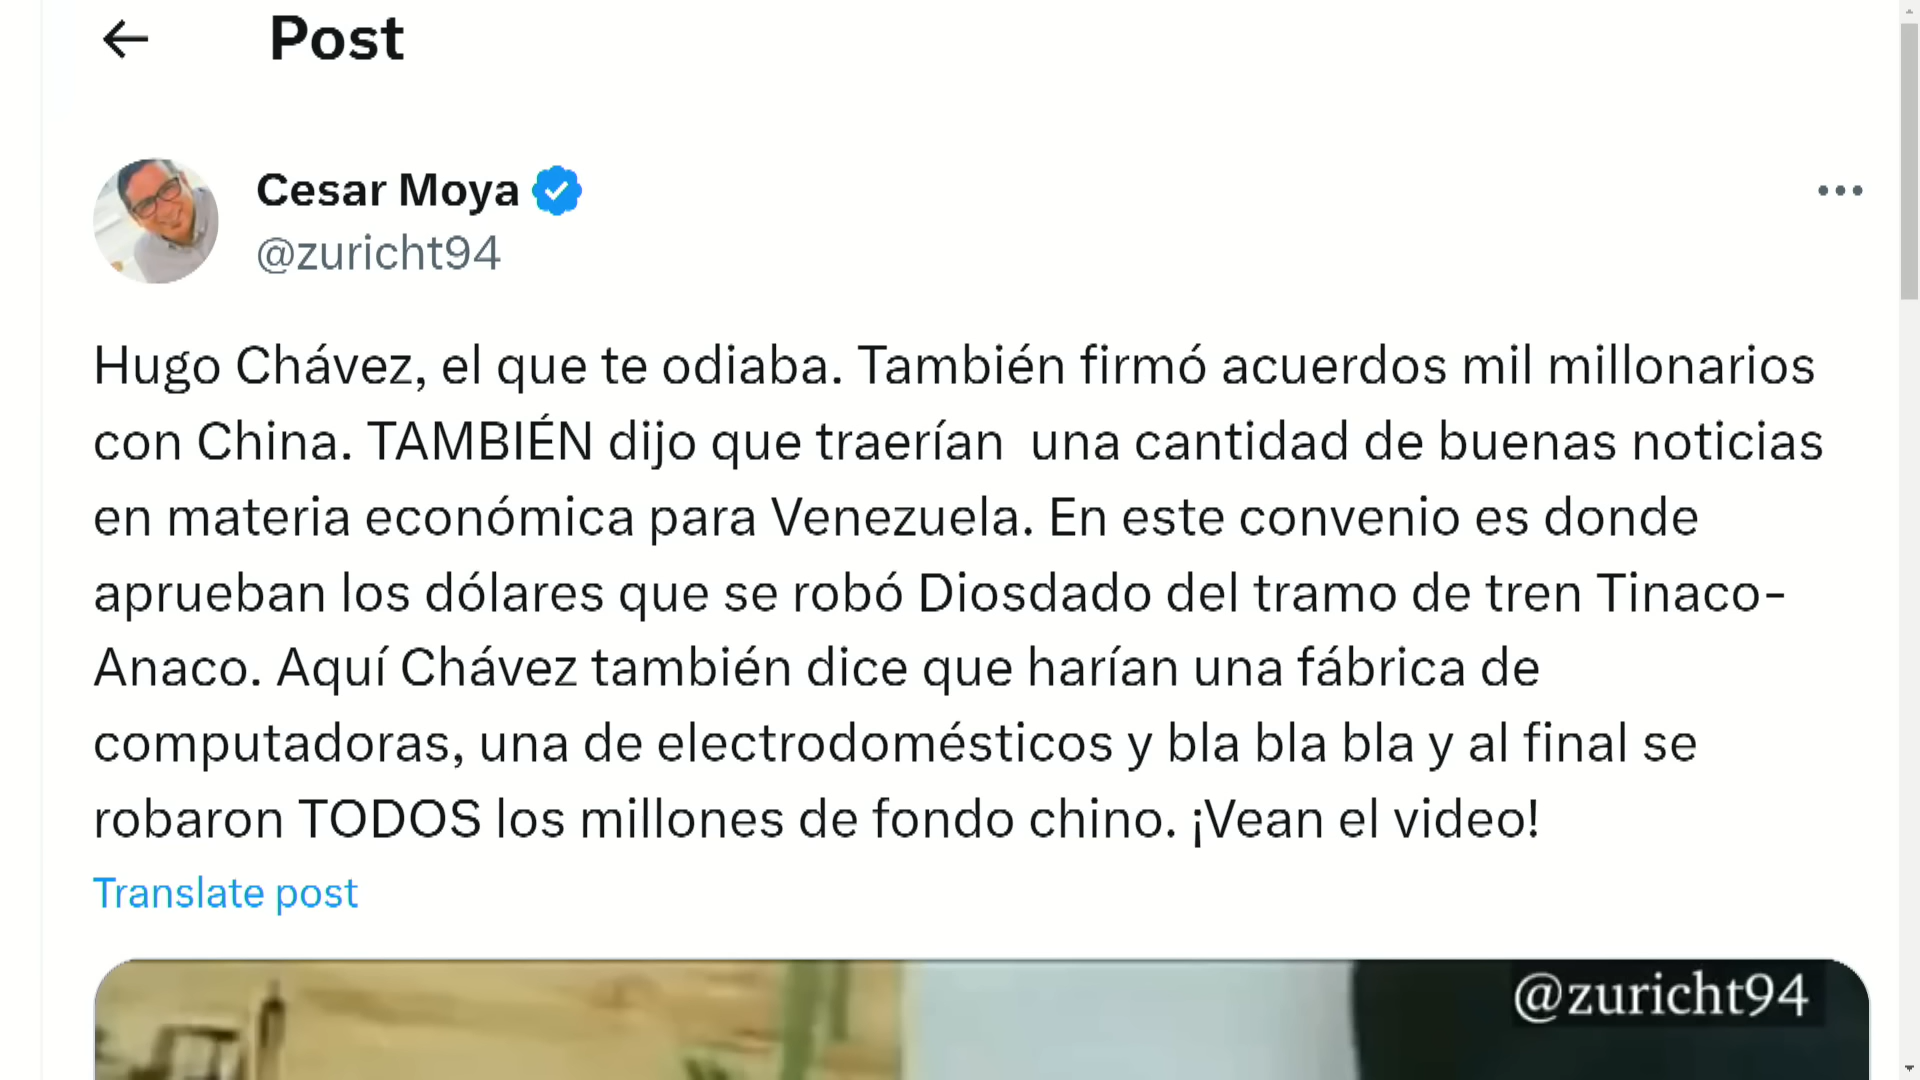 Post
Cesar Moya
@zuricht94
Hugo Chávez, el que te odiaba. También firmó acuerdos mil millonarios
con China. TAMBIÉN dijo que traerían  una cantidad de buenas noticias
en materia económica para Venezuela. En este convenio es donde
aprueban los dólares que se robó Diosdado del tramo de tren Tinaco-
Anaco. Aquí Chávez también dice que harían una fábrica de
computadoras, una de electrodomésticos y bla bla bla y al final se
robaron TODOS los millones de fondo chino. ¡Vean el video!
Translate post
@zuricht94